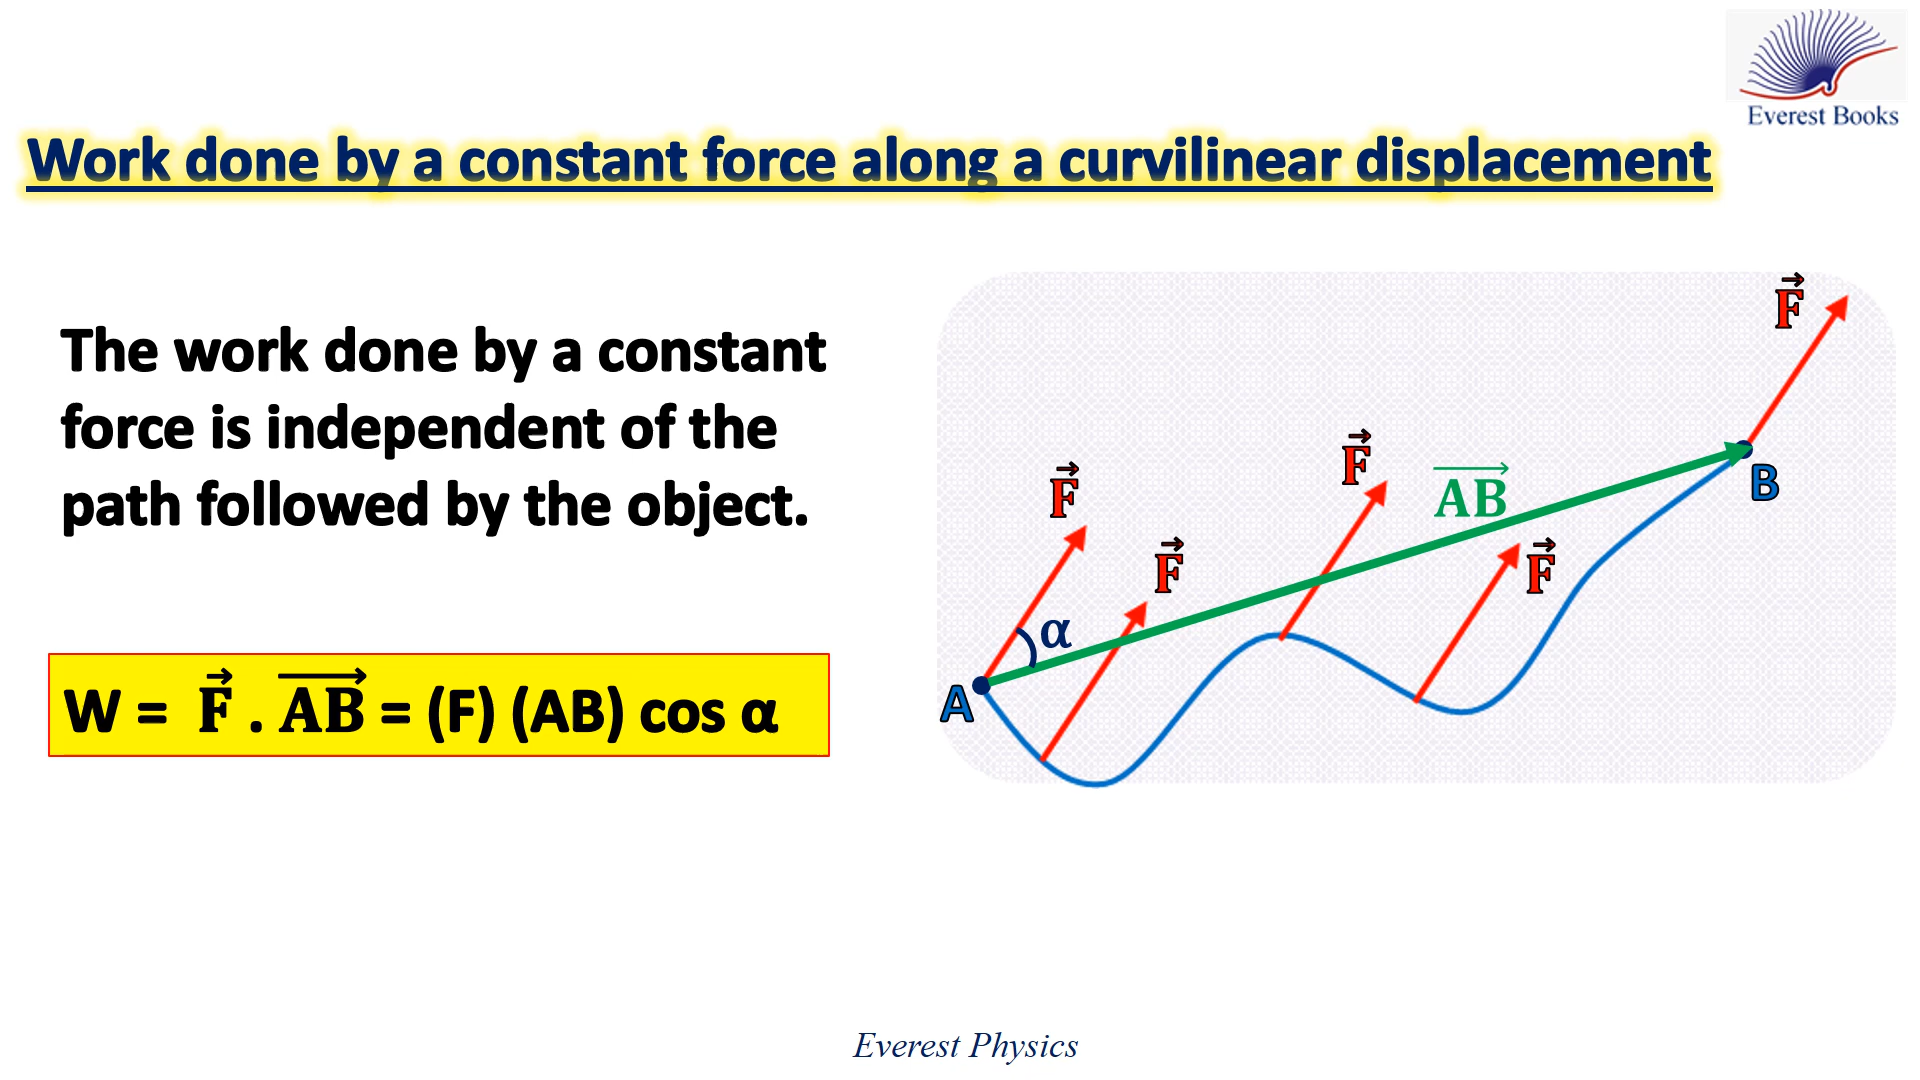 Everest Books
Work done by a constant force along a curvilinear displacement
The work done by a constant
force is independent of the
path followed by the object.
W = F⃗ . A͞B⃗ = (F) (AB) cos α
F⃗
F⃗
F⃗
F⃗
F⃗
AB⃗
α
A
B
Everest Physics